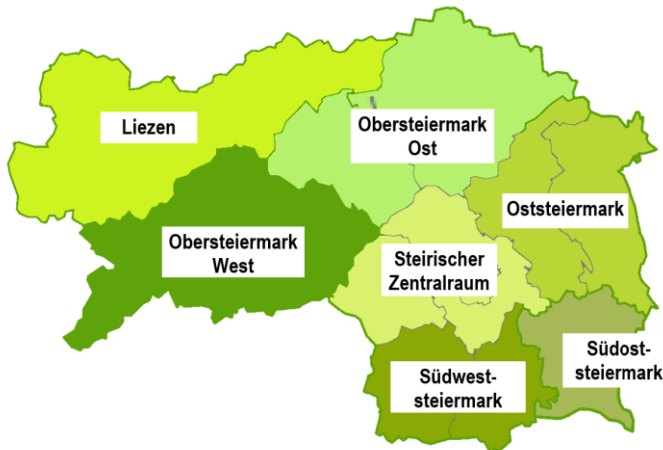 Liezen
Obersteiermark
Ost
Oststeiermark
Obersteiermark
West
Steirischer
Zentralraum
Südost-
steiermark
Südwest-
steiermark